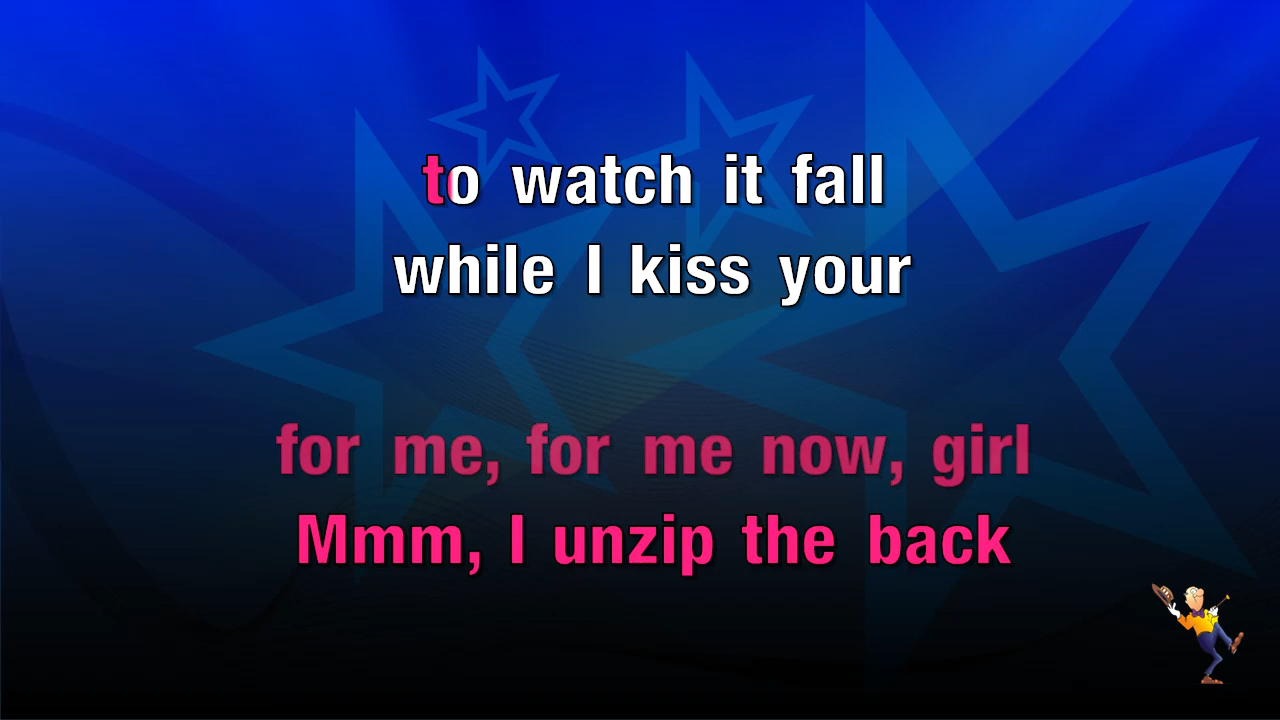 to watch it fall
while I kiss your
for me, for me now, girl
Mmm, I unzip the back